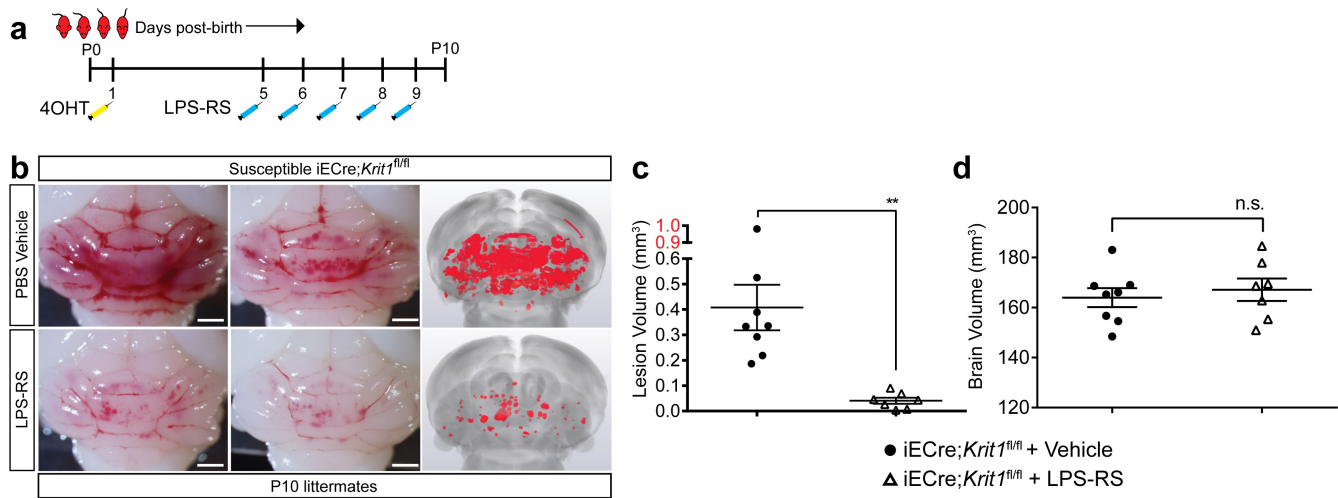 a
Days post-birth
P0 P10
1 5 6 7 8 9
4OHT LPS-RS
b
Susceptible iECre;Krit1fl/fl
PBS Vehicle
LPS-RS
P10 littermates
c
Lesion Volume (mm³)
1.0
0.9
0.6
0.5
0.4
0.3
0.2
0.1
0.0
**
d
Brain Volume (mm³)
200
180
160
140
120
n.s.
iECre;Krit1fl/fl + Vehicle
iECre;Krit1fl/fl + LPS-RS